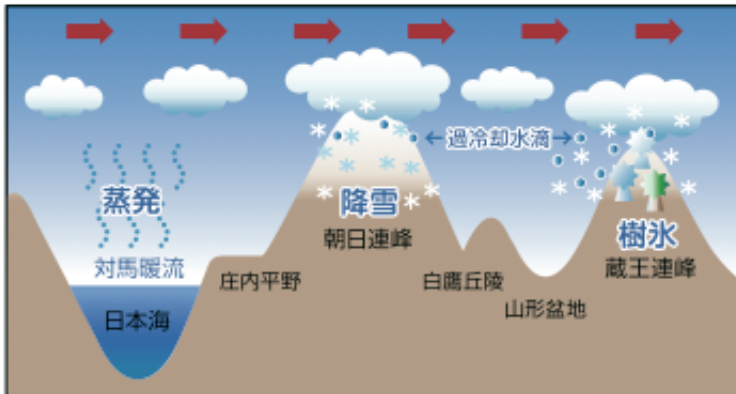 過冷却水滴
蒸発
降雪
樹氷
対馬暖流
朝日連峰
蔵王連峰
庄内平野
白鷹丘陵
日本海
山形盆地